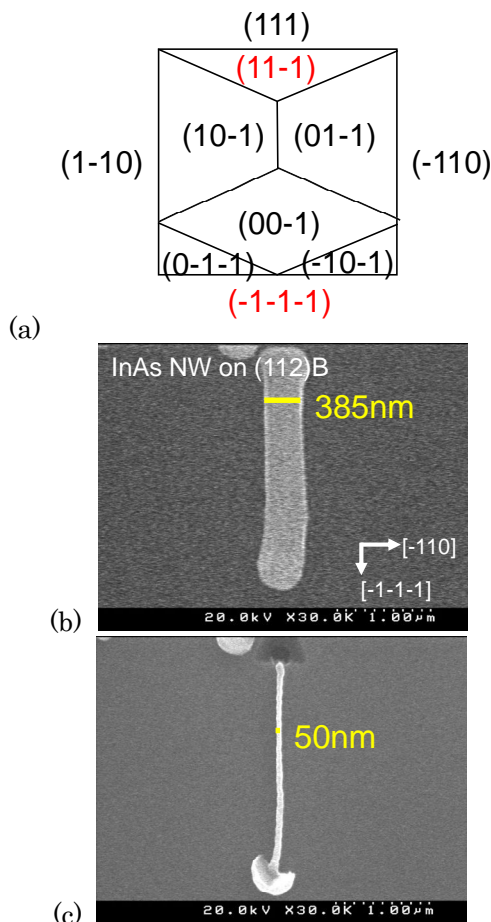 (111)
(11-1)
(10-1)
(01-1)
(1-10)
(-110)
(00-1)
(0-1-1)
(-10-1)
(-1-1-1)
(a)
InAs NW on (112)B
385nm
[-110]
[-1-1-1]
20.0kV X30.0K 1.00µm
(b)
50nm
20.0kV X30.0K 1.00µm
(c)